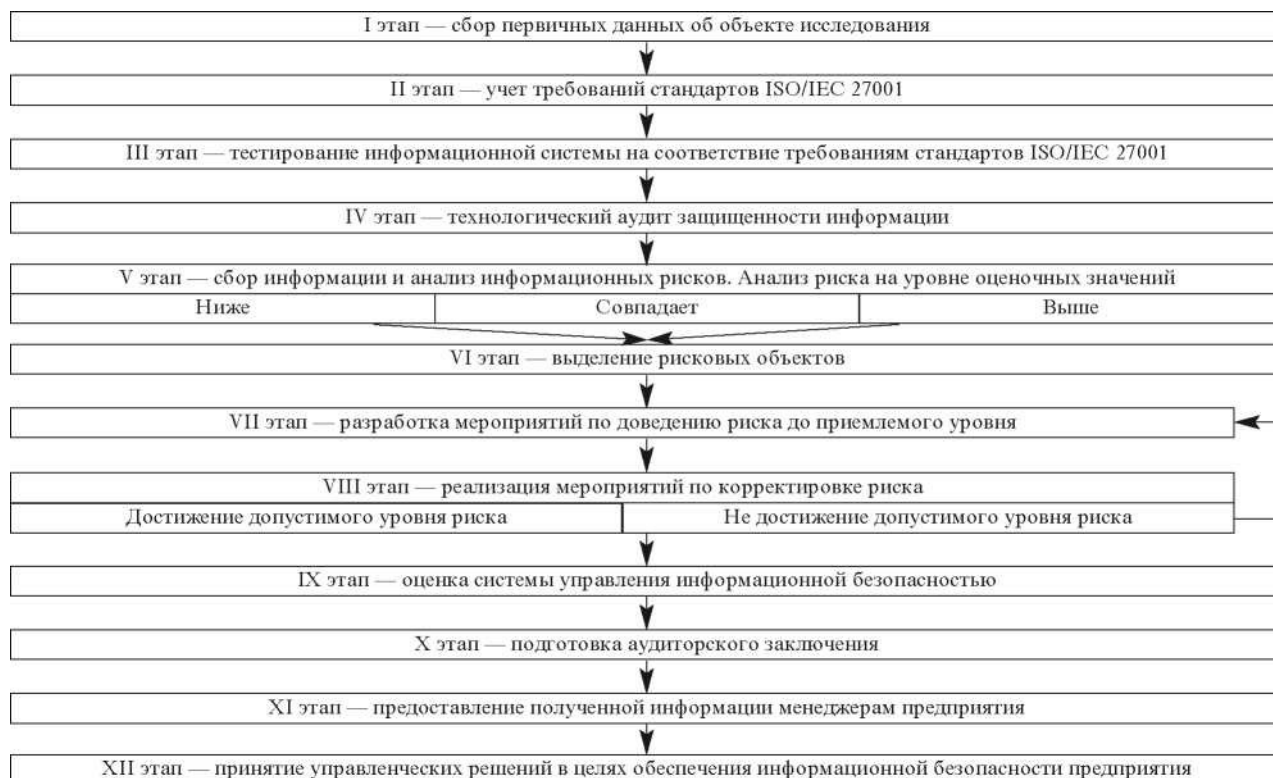 I этап — сбор первичных данных об объекте исследования
II этап — учет требований стандартов ISO/IEC 27001
III этап — тестирование информационной системы на соответствие требованиям стандартов ISO/IEC 27001
IV этап — технологический аудит защищенности информации
V этап — сбор информации и анализ информационных рисков. Анализ риска на уровне оценочных значений
Ниже
Совпадает
Выше
VI этап — выделение рисковых объектов
VII этап — разработка мероприятий по доведению риска до приемлемого уровня
VIII этап — реализация мероприятий по корректировке риска
Достижение допустимого уровня риска
Не достижение допустимого уровня риска
IX этап — оценка системы управления информационной безопасностью
X этап — подготовка аудиторского заключения
XI этап — предоставление полученной информации менеджерам предприятия
XII этап — принятие управленческих решений в целях обеспечения информационной безопасности предприятия